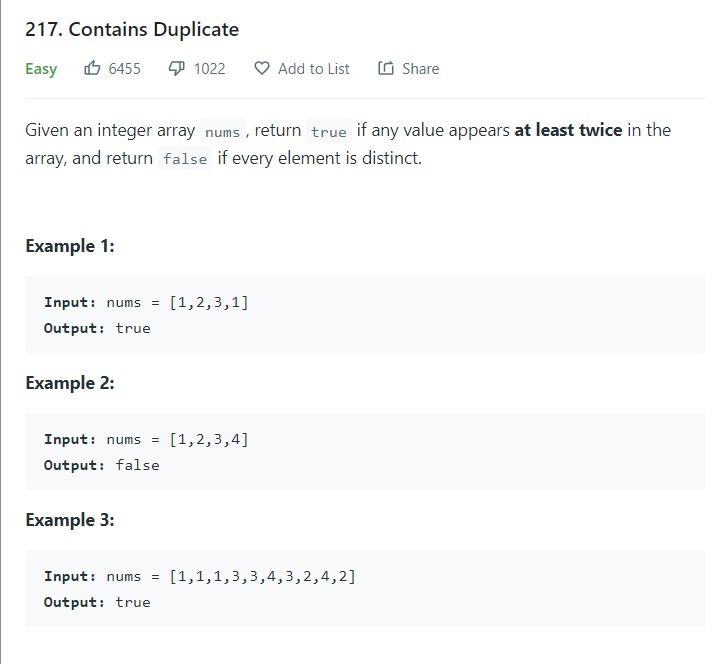 217. Contains Duplicate
Easy 6455 1022 Add to List Share
Given an integer array nums, return true if any value appears at least twice in the
array, and return false if every element is distinct.
Example 1:
Input: nums = [1,2,3,1]
Output: true
Example 2:
Input: nums = [1,2,3,4]
Output: false
Example 3:
Input: nums = [1,1,1,3,3,4,3,2,4,2]
Output: true